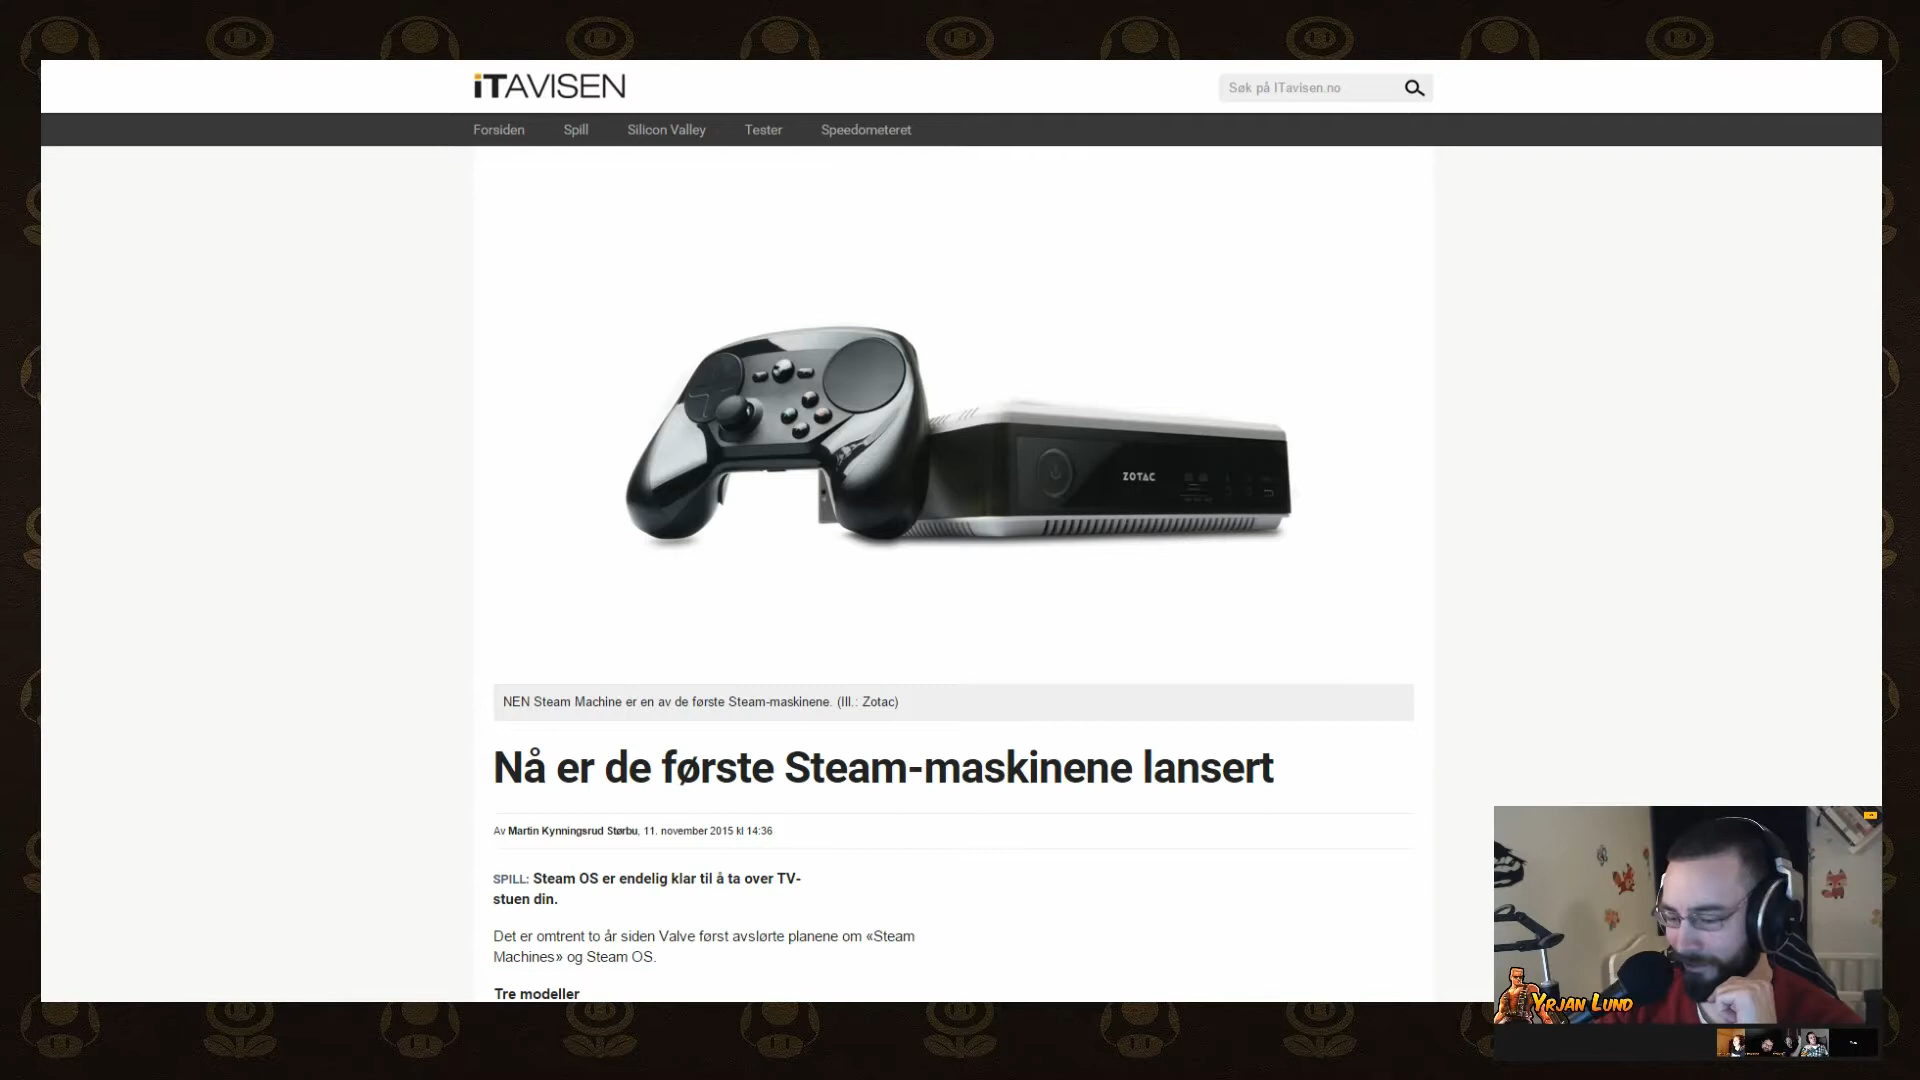 iTAVISEN
Søk på ITavisen.no
Forsiden Spill Silicon Valley Tester Speedometeret
ZOTAC
NEN Steam Machine er en av de første Steam-maskinene. (Ill.: Zotac)
Nå er de første Steam-maskinene lansert
Av Martin Kynningsrud Størbu, 11. november 2015 kl 14:36
SPILL: Steam OS er endelig klar til å ta over TV-
stuen din.
Det er omtrent to år siden Valve først avslørte planene om «Steam
Machines» og Steam OS.
Tre modeller
YRJAN LUND